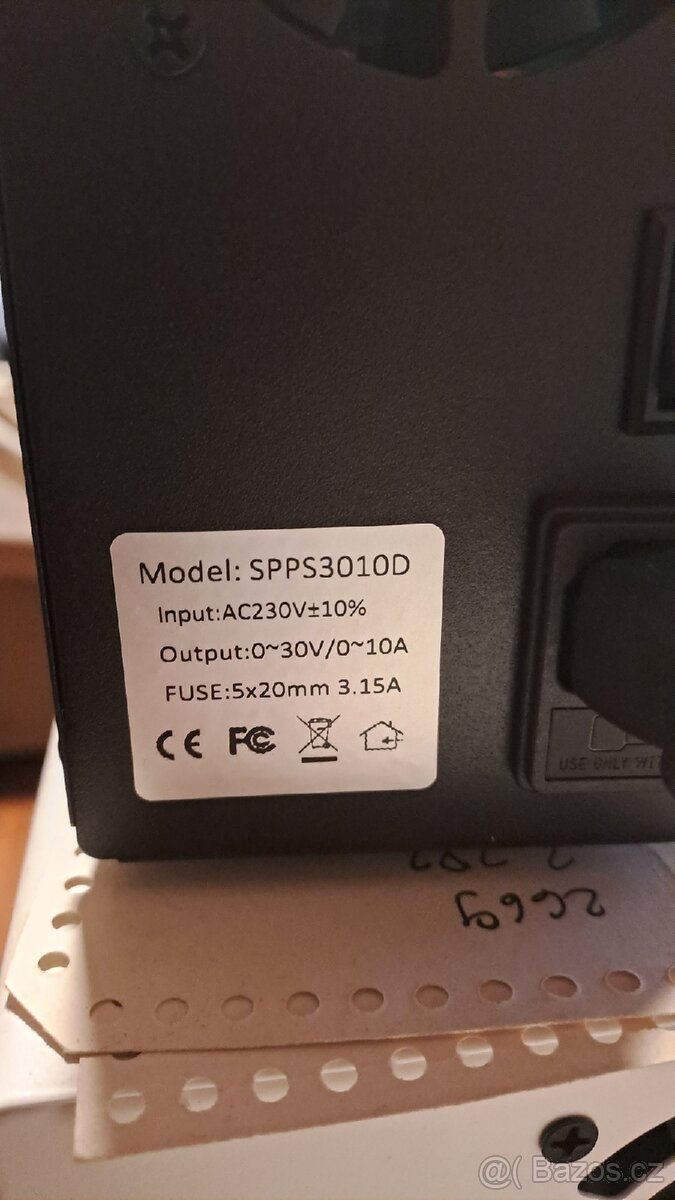 Model: SPPS3010D
Input:AC230V±10%
Output:0~30V/0~10A
FUSE:5x20mm 3.15A
CE FC
USE ONLY WIT
@( Bazos.cz